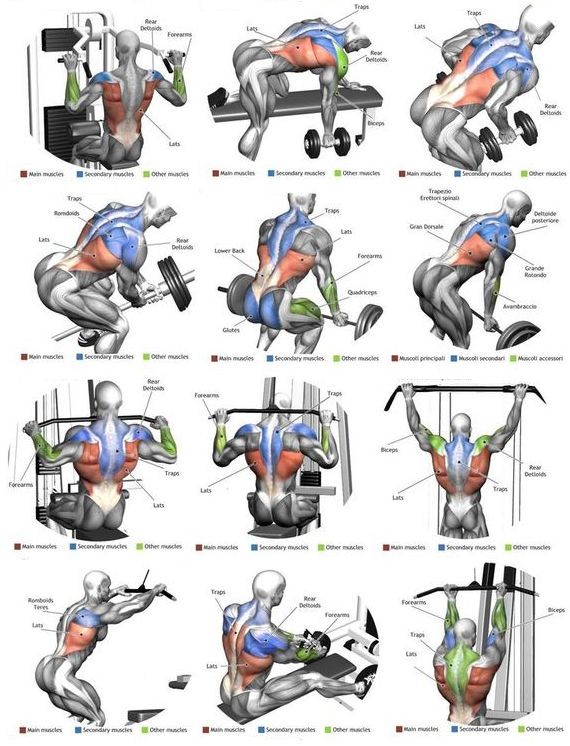 Rear
Deltoids
Forearms
Lats
Main muscles Secondary muscles Other muscles
Traps
Lats
Rear
Deltoids
Biceps
Main muscles Secondary muscles Other muscles
Traps
Lats
Rear
Deltoids
Main muscles Secondary muscles Other muscles
Traps
Romdoids
Lats
Rear
Deltoids
Main muscles Secondary muscles Other muscles
Traps
Lats
Lower Back
Forearms
Quadriceps
Glutes
Main muscles Secondary muscles Other muscles
Trapezio
Erettori spinali
Gran Dorsale
Deltoide
posteriore
Grande
Rotondo
Avambraccio
Muscoli principali Muscoli secondari Muscoli accessori
Rear
Deltoids
Traps
Forearms
Lats
Main muscles Secondary muscles Other muscles
Forearms
Traps
Lats
Main muscles Secondary muscles Other muscles
Biceps
Rear
Deltoids
Traps
Lats
Main muscles Secondary muscles Other muscles
Romboids
Teres
Lats
Main muscles Secondary muscles Other muscles
Traps
Rear
Deltoids
Forearms
Lats
Main muscles Secondary muscles Other muscles
Forearms
Biceps
Traps
Lats
Main muscles Secondary muscles Other muscles